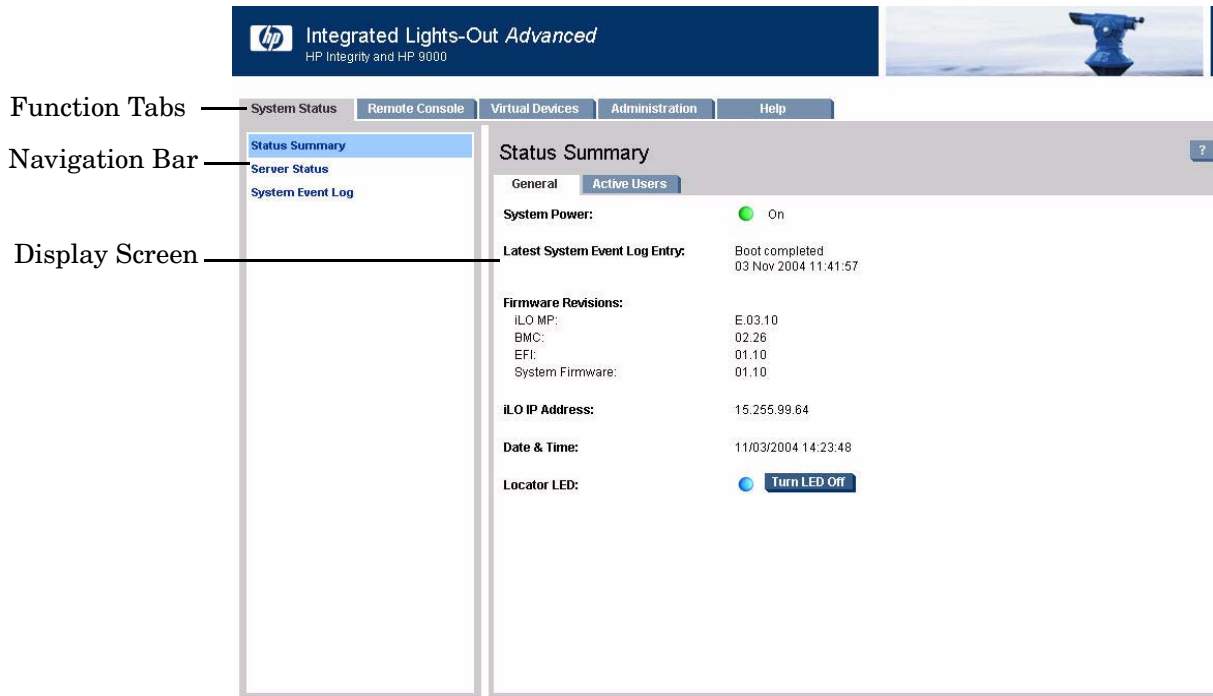 hp
Integrated Lights-Out Advanced
HP Integrity and HP 9000
Function Tabs
System Status Remote Console Virtual Devices Administration Help
Navigation Bar
Status Summary
Server Status
System Event Log
Status Summary
?
General Active Users
System Power: On
Display Screen
Latest System Event Log Entry: Boot completed
03 Nov 2004 11:41:57
Firmware Revisions:
iLO MP: E.03.10
BMC: 02.26
EFI: 01.10
System Firmware: 01.10
iLO IP Address: 15.255.99.64
Date & Time: 11/03/2004 14:23:48
Locator LED: Turn LED Off